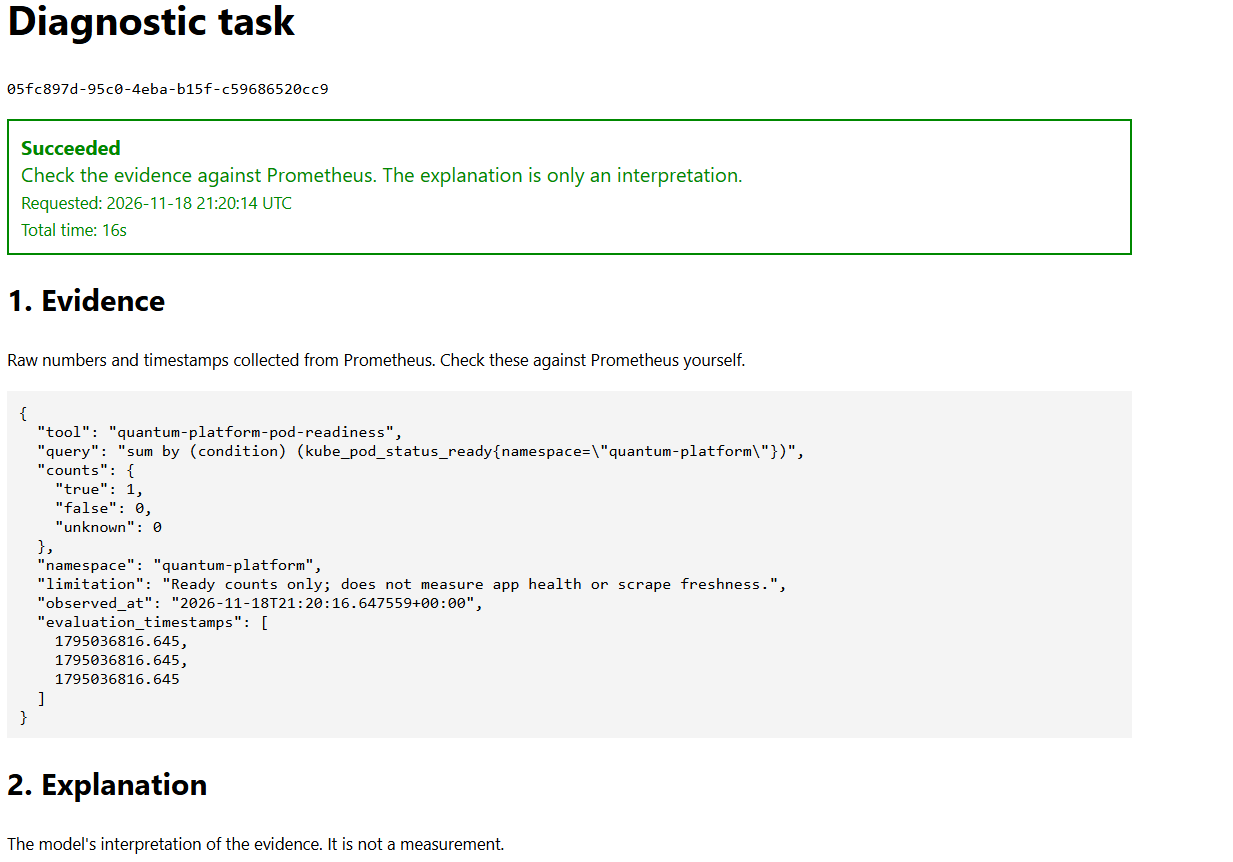 Diagnostic task
05fc897d-95c0-4eba-b15f-c59686520cc9
Succeeded
Check the evidence against Prometheus. The explanation is only an interpretation.
Requested: 2026-11-18 21:20:14 UTC
Total time: 16s
1. Evidence
Raw numbers and timestamps collected from Prometheus. Check these against Prometheus yourself.
{
  "tool": "quantum-platform-pod-readiness",
  "query": "sum by (condition) (kube_pod_status_ready{namespace=\"quantum-platform\"})",
  "counts": {
    "true": 1,
    "false": 0,
    "unknown": 0
  },
  "namespace": "quantum-platform",
  "limitation": "Ready counts only; does not measure app health or scrape freshness.",
  "observed_at": "2026-11-18T21:20:16.647559+00:00",
  "evaluation_timestamps": [
    1795036816.645,
    1795036816.645,
    1795036816.645
  ]
}
2. Explanation
The model's interpretation of the evidence. It is not a measurement.